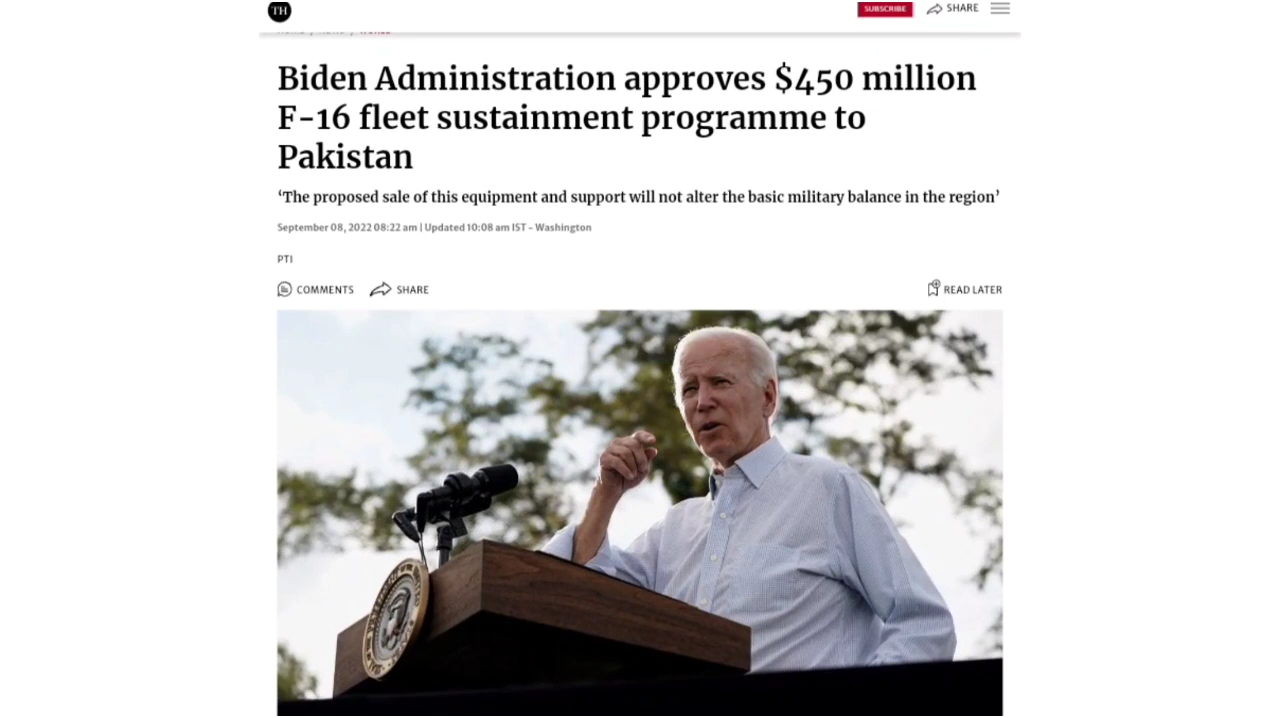 TH
SUBSCRIBE
SHARE
Biden Administration approves $450 million
F-16 fleet sustainment programme to
Pakistan
‘The proposed sale of this equipment and support will not alter the basic military balance in the region’
September 08, 2022 08:22 am | Updated 10:08 am IST - Washington
PTI
COMMENTS
SHARE
READ LATER